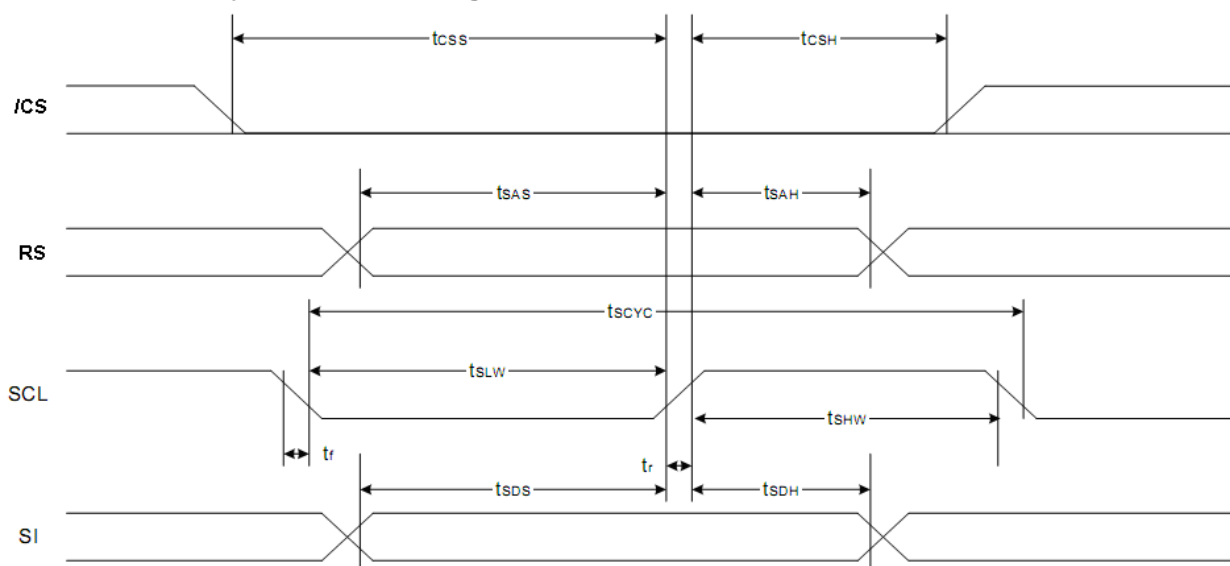 tCSS
tCSH
/CS
tSAS
tSAH
RS
tSCYC
tSLW
SCL
tSHW
tf
tr
tSDS
tSDH
SI